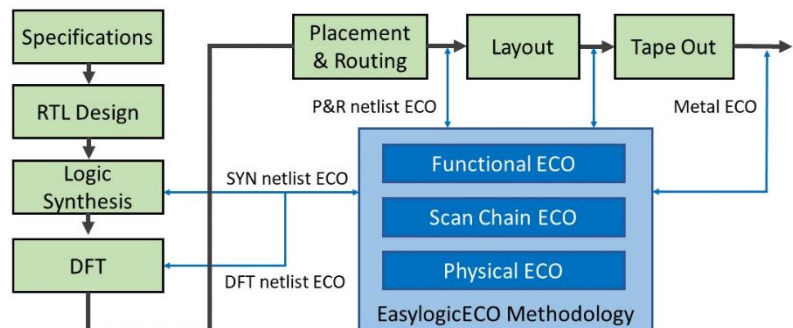 Specifications
RTL Design
Logic
Synthesis
DFT
Placement
& Routing
Layout
Tape Out
P&R netlist ECO
Metal ECO
SYN netlist ECO
DFT netlist ECO
Functional ECO
Scan Chain ECO
Physical ECO
EasylogicECO Methodology